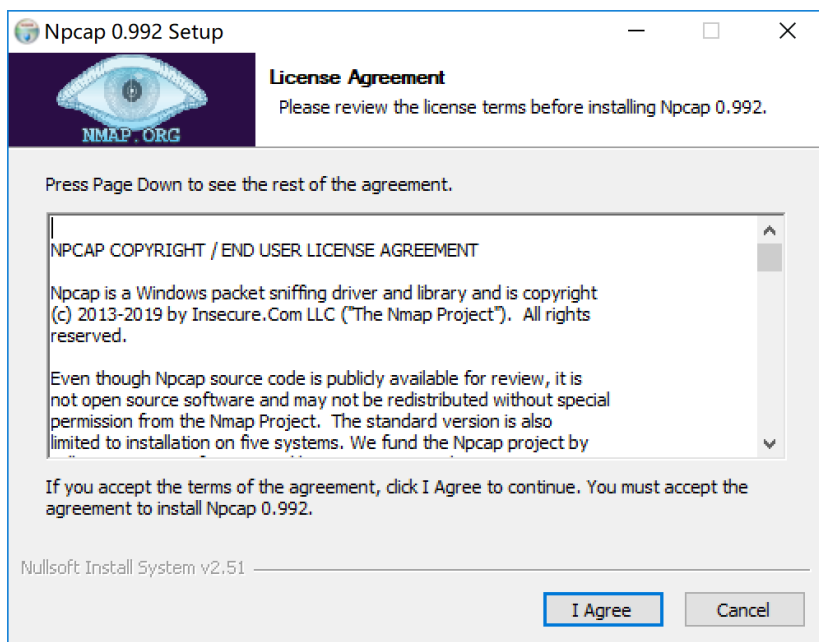 Npcap 0.992 Setup
NMAP.ORG
License Agreement
Please review the license terms before installing Npcap 0.992.
Press Page Down to see the rest of the agreement.
NPCAP COPYRIGHT / END USER LICENSE AGREEMENT
Npcap is a Windows packet sniffing driver and library and is copyright
(c) 2013-2019 by Insecure.Com LLC ("The Nmap Project").  All rights
reserved.
Even though Npcap source code is publicly available for review, it is
not open source software and may not be redistributed without special
permission from the Nmap Project.  The standard version is also
limited to installation on five systems. We fund the Npcap project by
If you accept the terms of the agreement, click I Agree to continue. You must accept the
agreement to install Npcap 0.992.
Nullsoft Install System v2.51
I Agree
Cancel